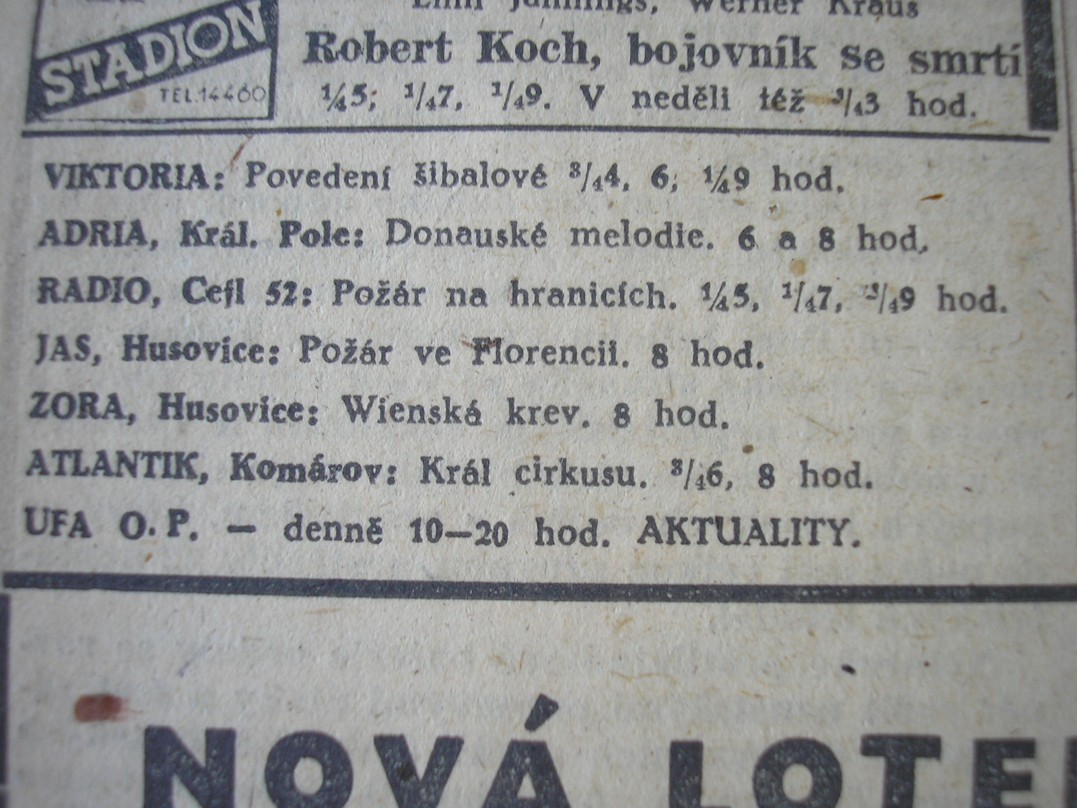 Emil Jannings, Werner Kraus
STADION
TEL.14460
Robert Koch, bojovník se smrtí
¼5; ¼7, ¼9. V neděli též ¾3 hod.
VIKTORIA: Povedení šibalové ¾4, 6, ¼9 hod.
ADRIA, Král. Pole: Donauské melodie. 6 a 8 hod.
RADIO, Cejl 52: Požár na hranicích. ¼5, ¼7, ¾9 hod.
JAS, Husovice: Požár ve Florencii. 8 hod.
ZORA, Husovice: Wienská krev. 8 hod.
ATLANTIK, Komárov: Král cirkusu. ¾6, 8 hod.
UFA O. P. — denně 10—20 hod. AKTUALITY.
NOVÁ